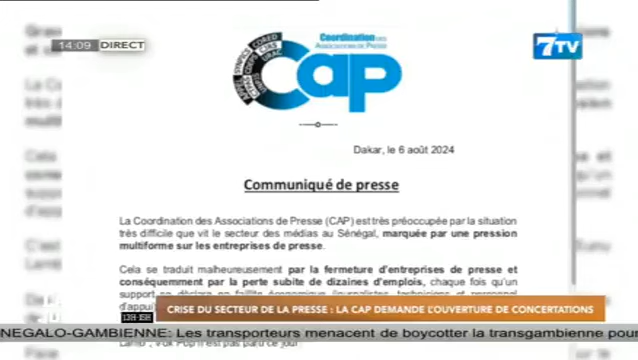 14:09 DIRECT
7TV
Coordination DES
ASSOCIATIONS DE PRESSE
Cap
Dakar, le 6 août 2024
Communiqué de presse
La Coordination des Associations de Presse (CAP) est très préoccupée par la situation
très difficile que vit le secteur des médias au Sénégal, marquée par une pression
multiforme sur les entreprises de presse.
Cela se traduit malheureusement par la fermeture d'entreprises de presse et
conséquemment par la perte subite de dizaines d'emplois, chaque fois qu'un
CRISE DU SECTEUR DE LA PRESSE : LA CAP DEMANDE L'OUVERTURE DE CONCERTATIONS
13H-15H
NEGALO-GAMBIENNE: Les transporteurs menacent de boycotter la transgambienne pour